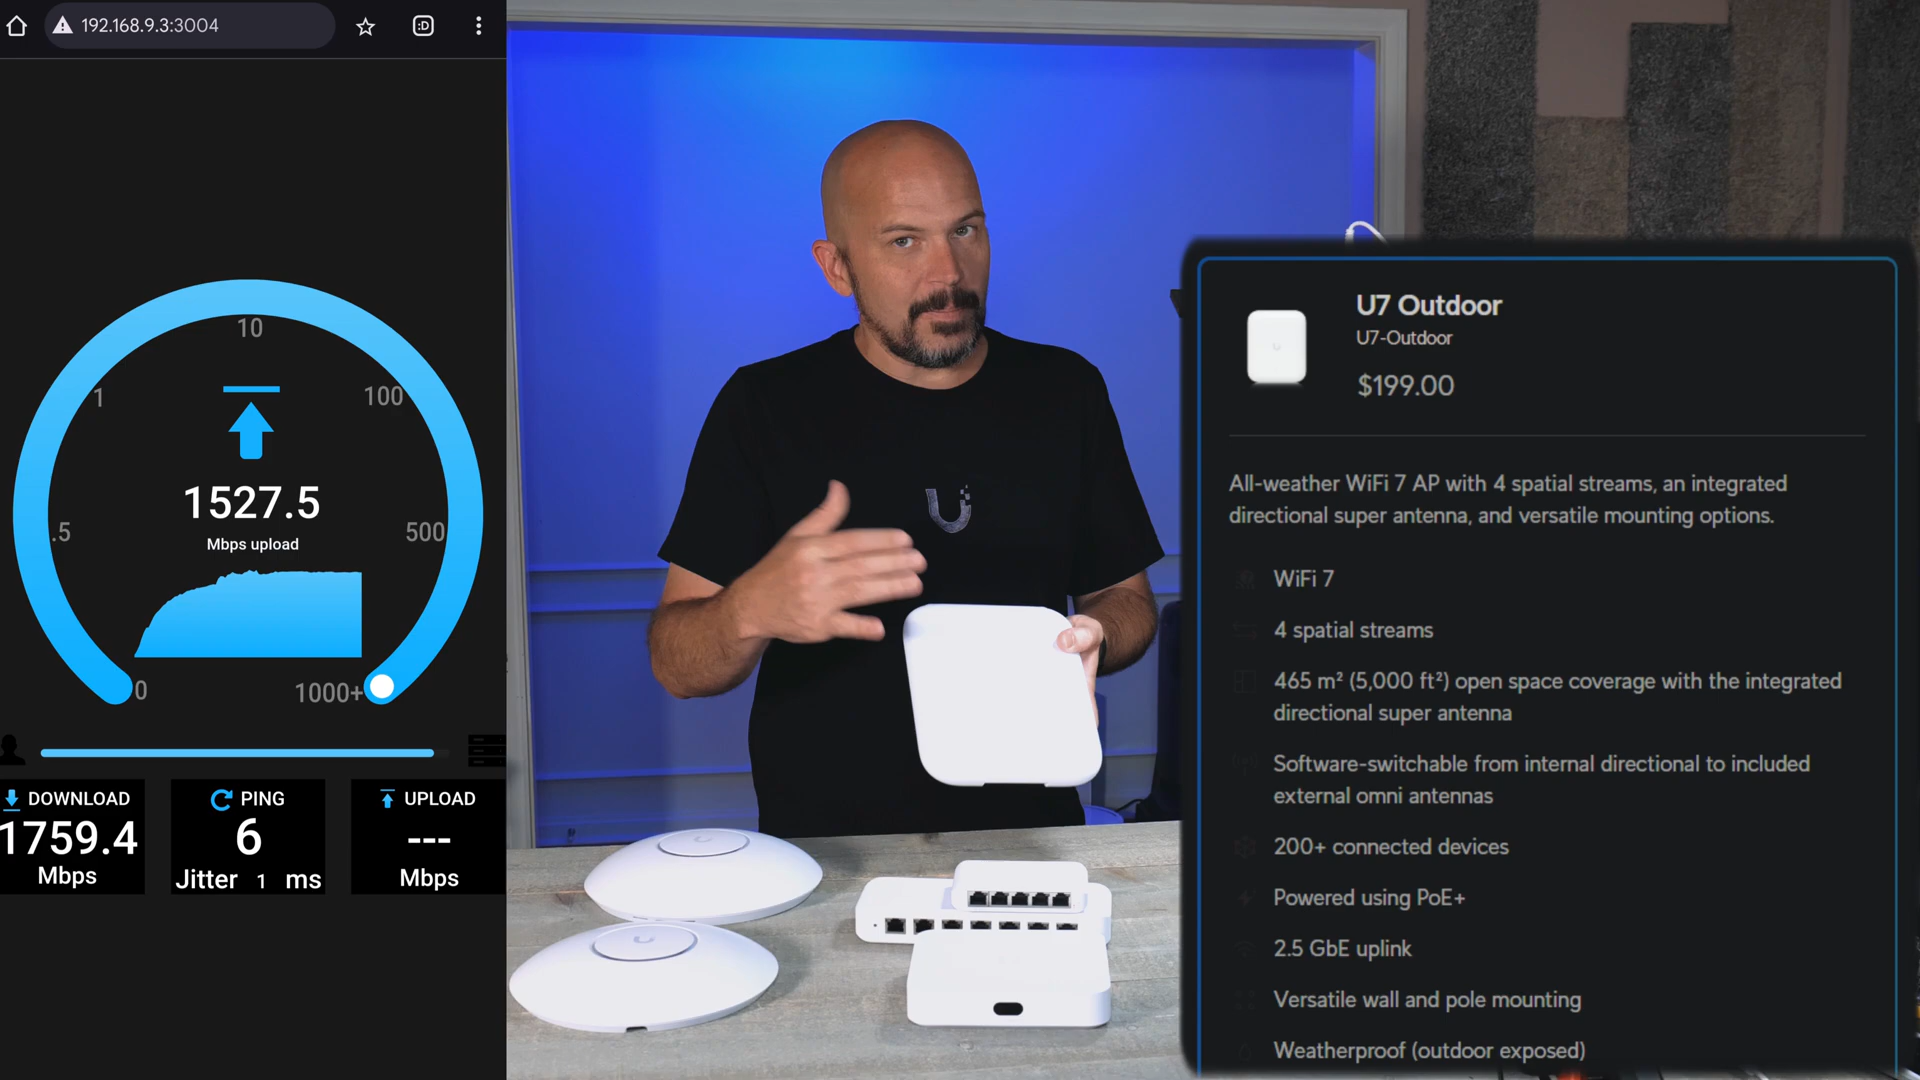 192.168.9.3:3004
10
1
100
1527.5
Mbps upload
.5
500
0
1000+
DOWNLOAD
1759.4
Mbps
PING
6
Jitter 1 ms
UPLOAD
---
Mbps
U7 Outdoor
U7-Outdoor
$199.00
All-weather WiFi 7 AP with 4 spatial streams, an integrated
directional super antenna, and versatile mounting options.
WiFi 7
4 spatial streams
465 m² (5,000 ft²) open space coverage with the integrated
directional super antenna
Software-switchable from internal directional to included
external omni antennas
200+ connected devices
Powered using PoE+
2.5 GbE uplink
Versatile wall and pole mounting
Weatherproof (outdoor exposed)